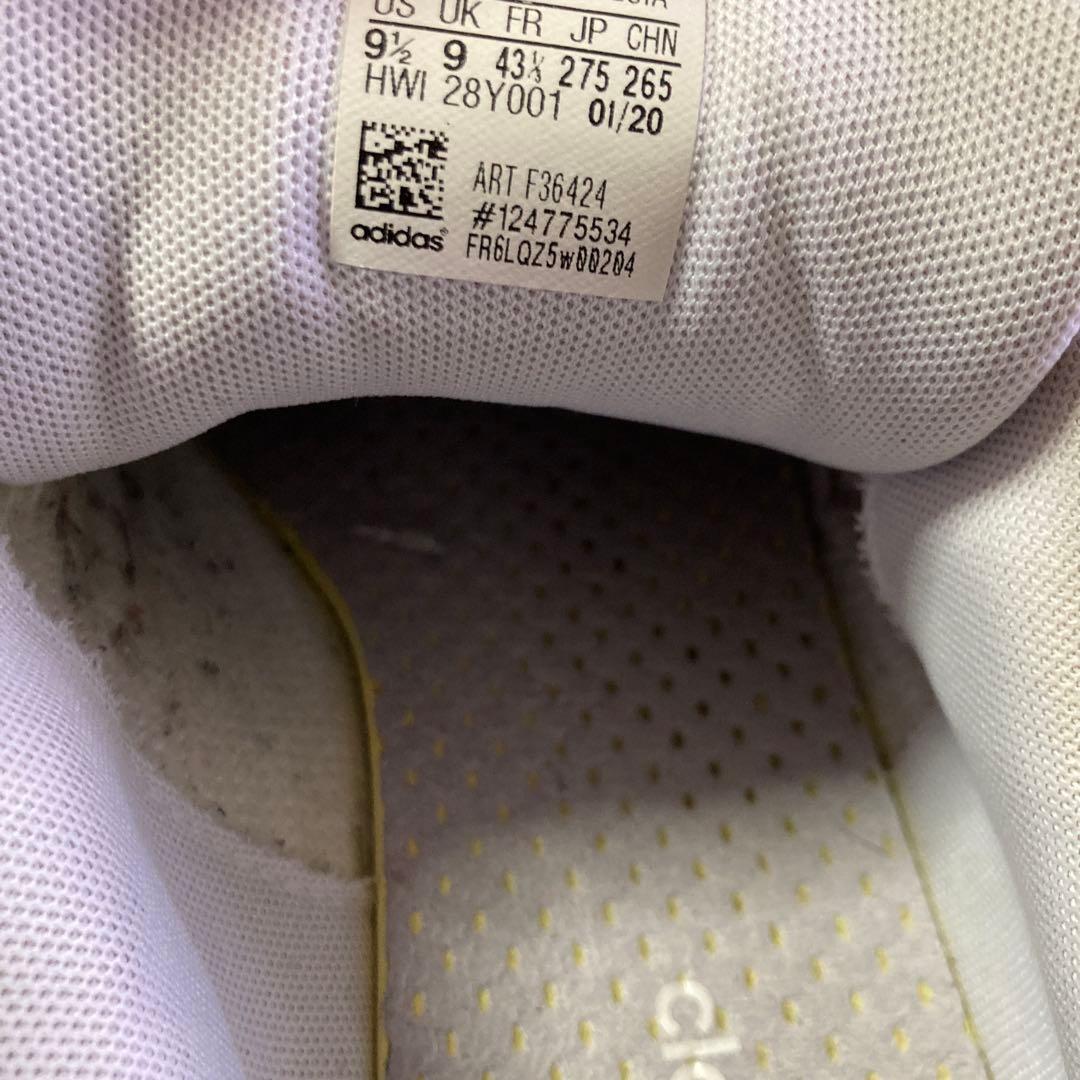 US UK FR JP CHN
9½ 9 43⅓ 275 265
HWI 28Y001 01/20
ART F36424
#124775534
adidas
FR6LQZ5w00204
cl